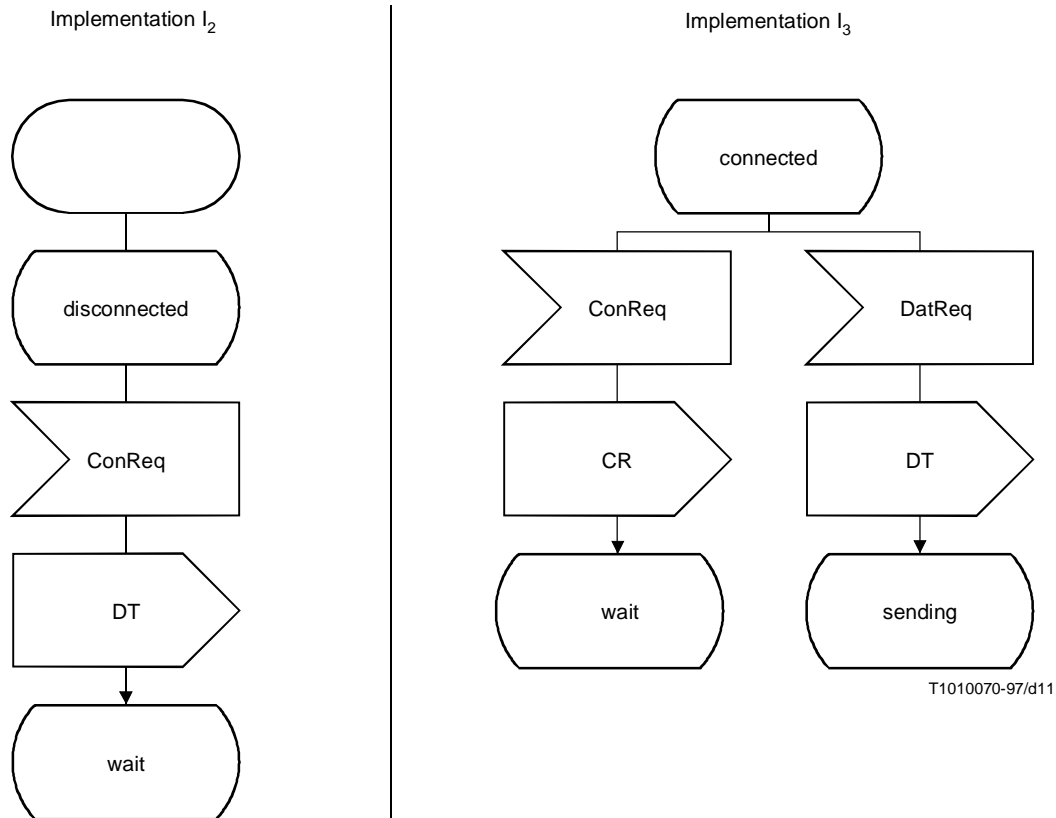 Implementation I2
disconnected
ConReq
DT
wait
Implementation I3
connected
ConReq
DatReq
CR
DT
wait
sending
T1010070-97/d11